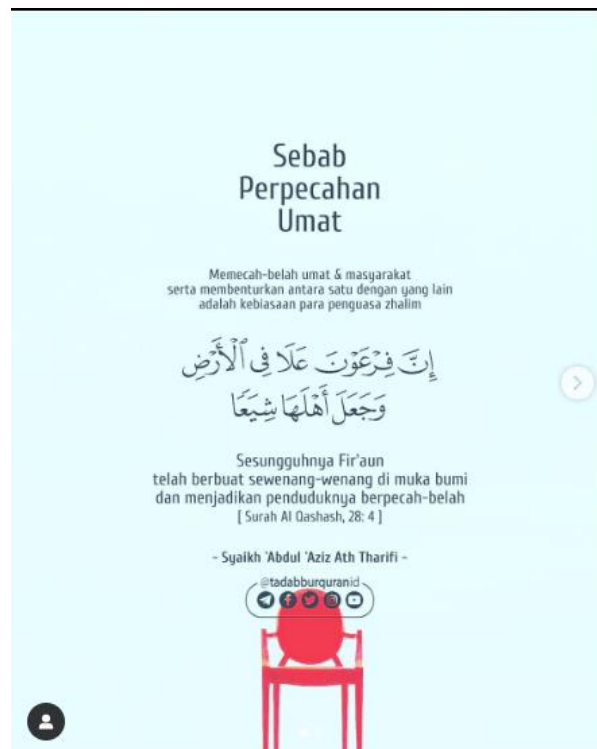 Sebab
Perpecahan
Umat
Memecah-belah umat & masyarakat
serta membenturkan antara satu dengan yang lain
adalah kebiasaan para penguasa zhalim
إِنَّ فِرْعَوْنَ عَلَا فِي ٱلْأَرْضِ
وَجَعَلَ أَهْلَهَا شِيَعًا
Sesungguhnya Fir'aun
telah berbuat sewenang-wenang di muka bumi
dan menjadikan penduduknya berpecah-belah
[ Surah Al Qashash, 28: 4 ]
- Syaikh 'Abdul 'Aziz Ath Tharifi -
@tadabburquranid